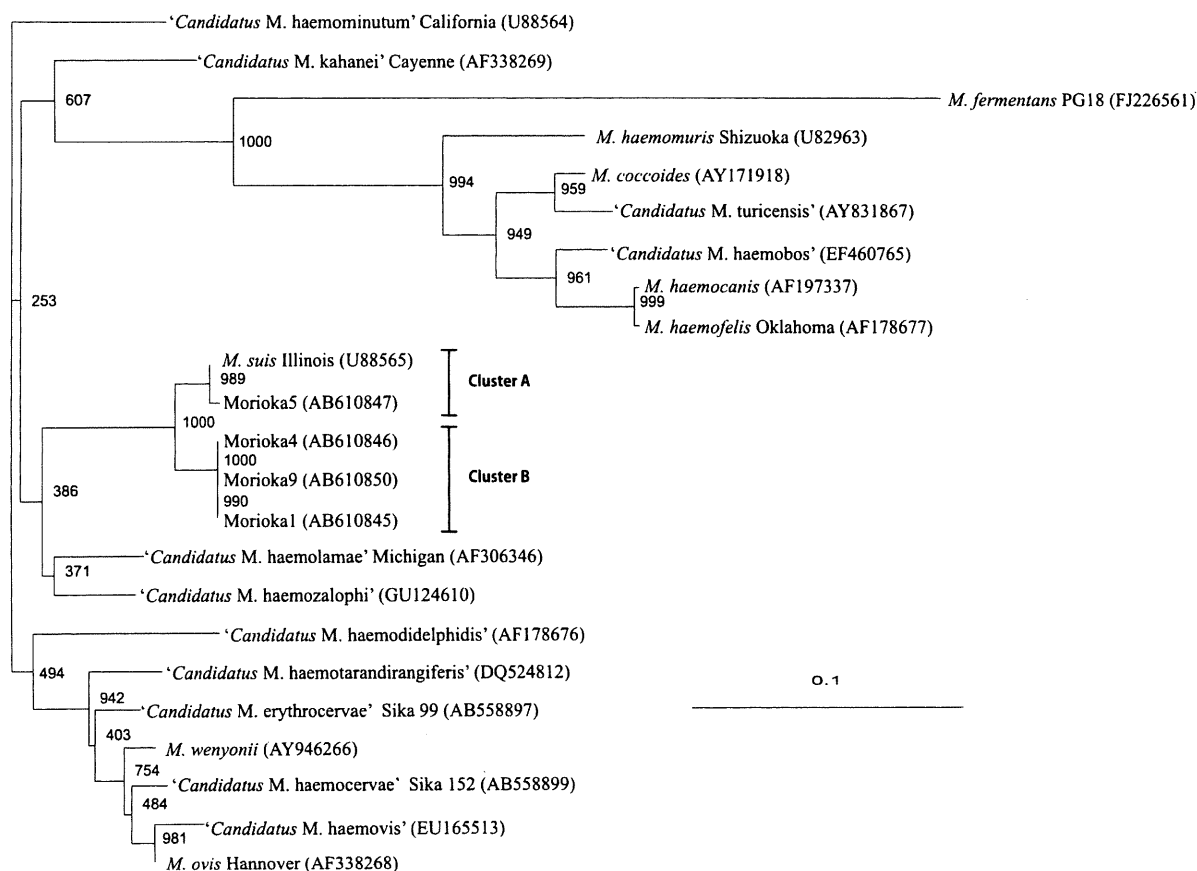 'Candidatus M. haemominutum' California (U88564)
'Candidatus M. kahanei' Cayenne (AF338269)
607
M. fermentans PG18 (FJ226561)
1000
M. haemomuris Shizuoka (U82963)
994
M. coccoides (AY171918)
959
'Candidatus M. turicensis' (AY831867)
949
'Candidatus M. haemobos' (EF460765)
961
M. haemocanis (AF197337)
999
253
M. haemofelis Oklahoma (AF178677)
M. suis Illinois (U88565)
989
Cluster A
Morioka5 (AB610847)
1000
Morioka4 (AB610846)
1000
Morioka9 (AB610850)
Cluster B
386
990
Morioka1 (AB610845)
'Candidatus M. haemolamae' Michigan (AF306346)
371
'Candidatus M. haemozalophi' (GU124610)
'Candidatus M. haemodidelphidis' (AF178676)
494
'Candidatus M. haemotarandirangiferis' (DQ524812)
0.1
942
'Candidatus M. erythrocervae' Sika 99 (AB558897)
403
M. wenyonii (AY946266)
754
'Candidatus M. haemocervae' Sika 152 (AB558899)
484
'Candidatus M. haemovis' (EU165513)
981
M. ovis Hannover (AF338268)